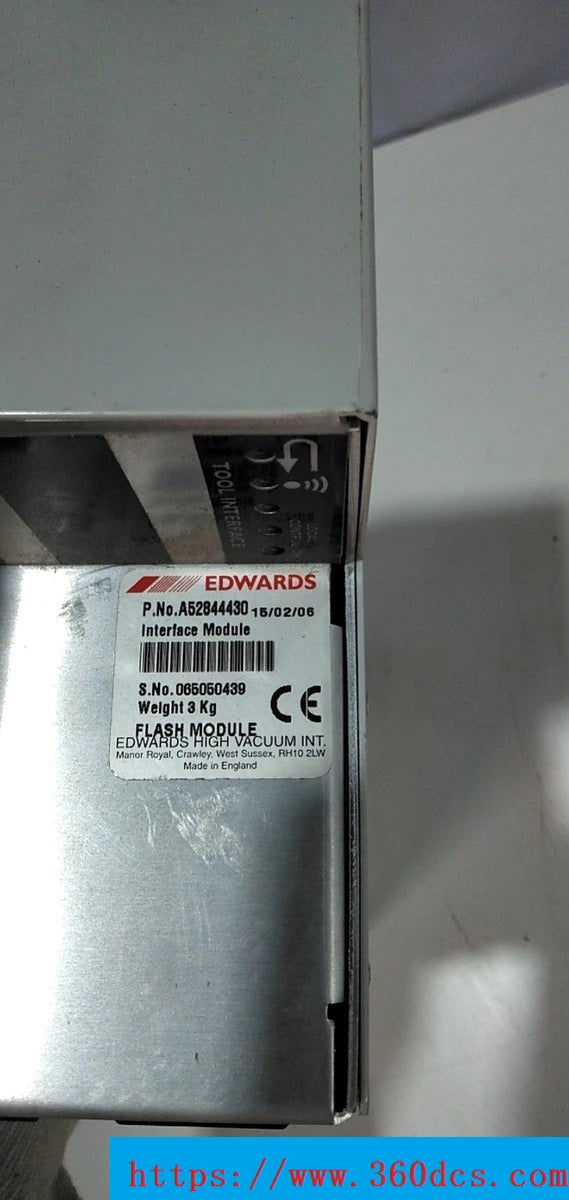 TOOL INTERFACE
EDWARDS
P.No.A52844430 15/02/06
Interface Module
S.No.065050439
Weight 3 Kg
CE
FLASH MODULE
EDWARDS HIGH VACUUM INT.
Manor Royal, Crawley, West Sussex, RH10 2LW
Made in England
https://www.360dcs.com